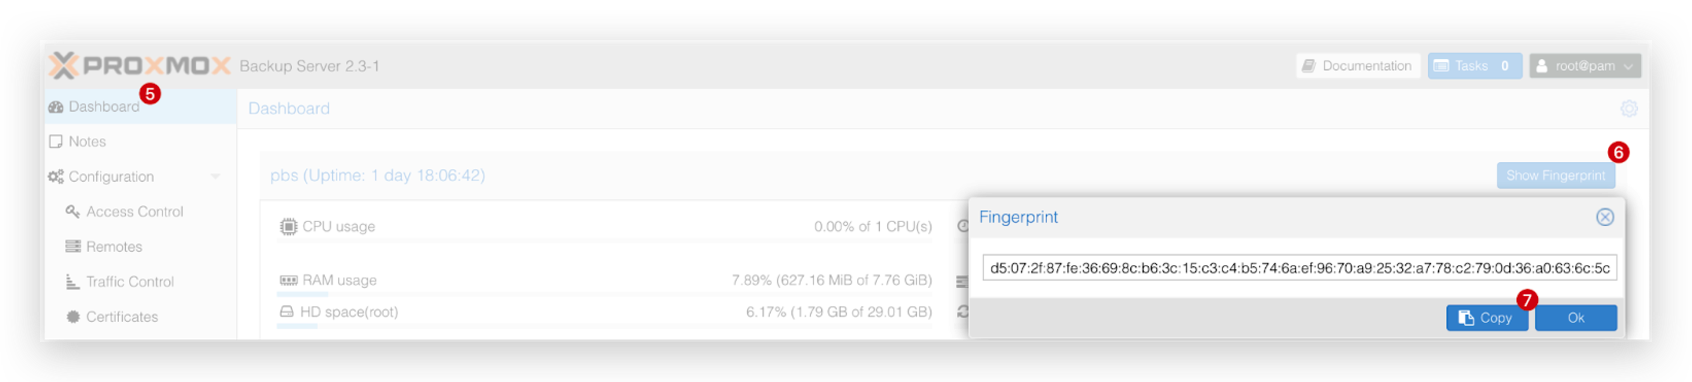 PROXMOX Backup Server 2.3-1
Documentation
Tasks 0
root@pam
Dashboard
5
Dashboard
Notes
6
Configuration
pbs (Uptime: 1 day 18:06:42)
Show Fingerprint
Access Control
Fingerprint
CPU usage
0.00% of 1 CPU(s)
Remotes
d5:07:2f:87:fe:36:69:8c:b6:3c:15:c3:c4:b5:74:6a:ef:96:70:a9:25:32:a7:78:c2:79:0d:36:a0:63:6c:5c
Traffic Control
RAM usage
7.89% (627.16 MiB of 7.76 GiB)
7
Certificates
HD space(root)
6.17% (1.79 GB of 29.01 GB)
Copy
Ok